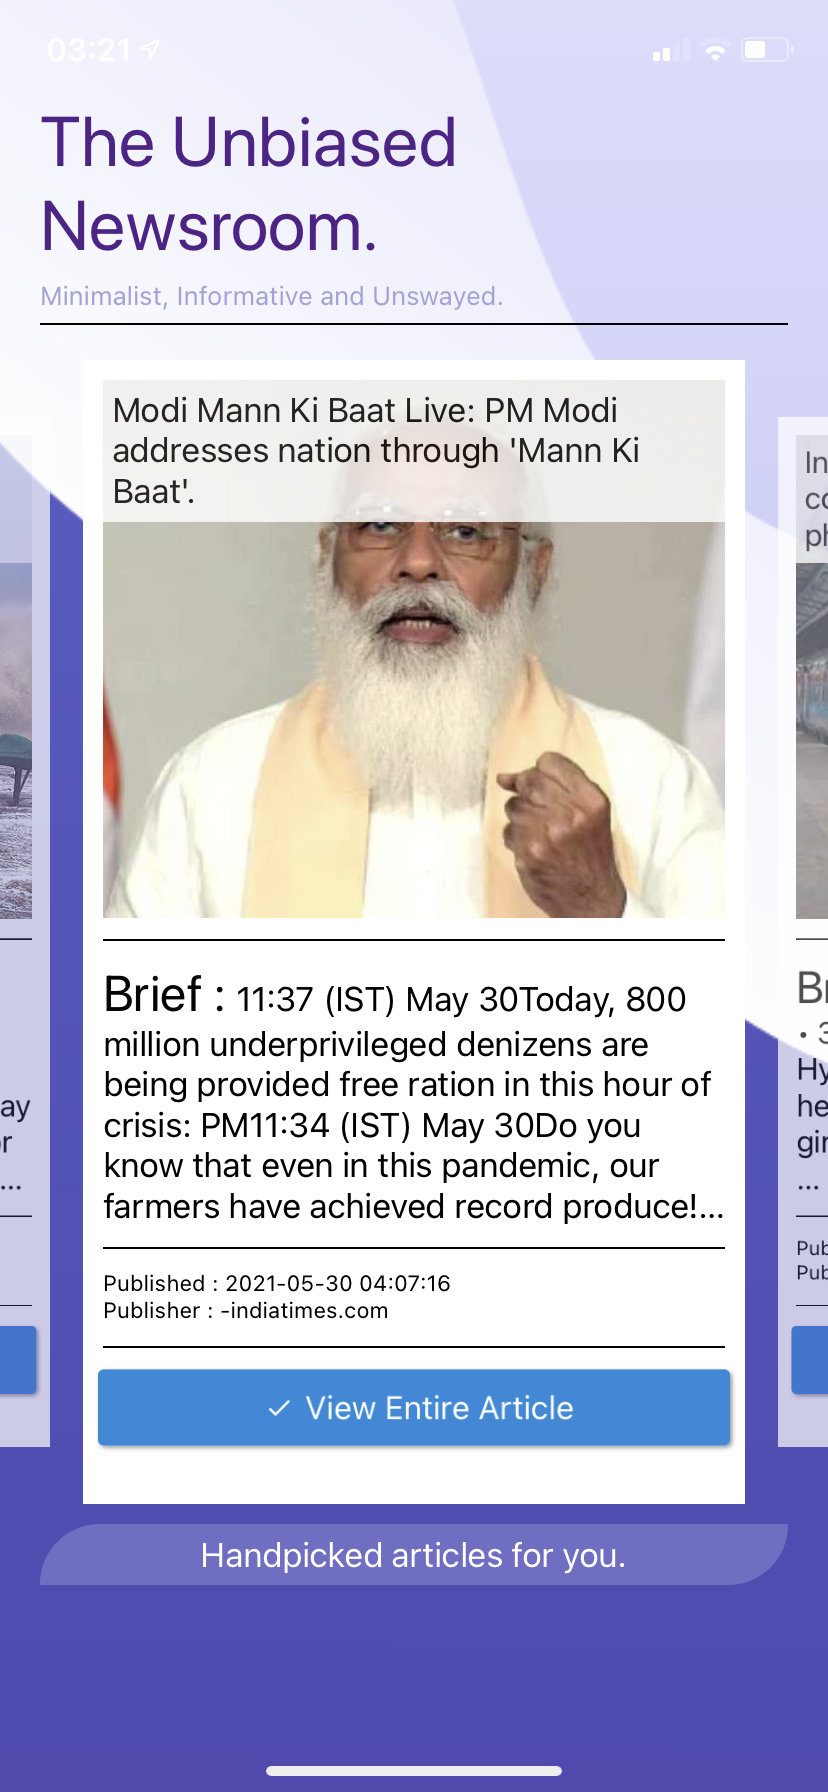 03:21
The Unbiased
Newsroom.
Minimalist, Informative and Unswayed.
Modi Mann Ki Baat Live: PM Modi
addresses nation through 'Mann Ki
Baat'.
Brief : 11:37 (IST) May 30Today, 800
million underprivileged denizens are
being provided free ration in this hour of
crisis: PM11:34 (IST) May 30Do you
know that even in this pandemic, our
farmers have achieved record produce!...
Published : 2021-05-30 04:07:16
Publisher : -indiatimes.com
✓ View Entire Article
Handpicked articles for you.